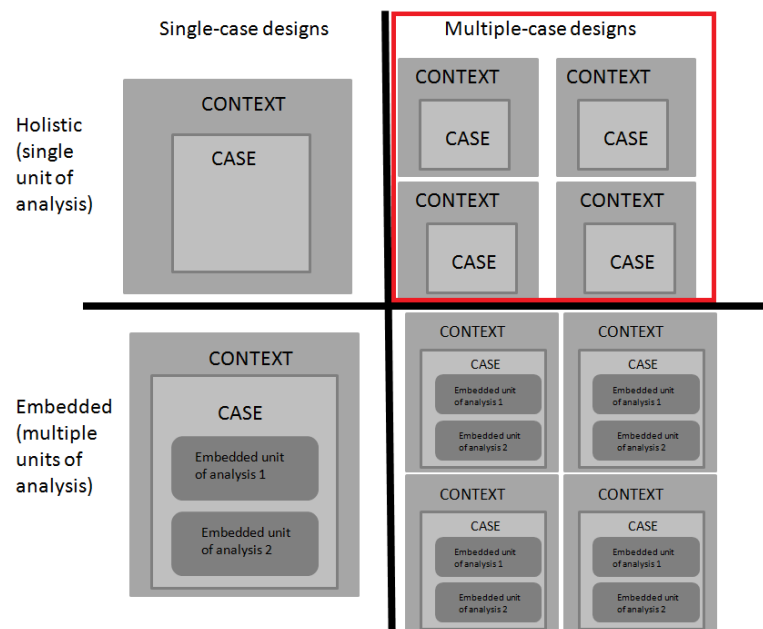 Single-case designs
Multiple-case designs
Holistic
(single
unit of
analysis)
CONTEXT
CASE
CONTEXT
CASE
CONTEXT
CASE
CONTEXT
CASE
CONTEXT
CASE
Embedded
(multiple
units of
analysis)
CONTEXT
CASE
Embedded unit
of analysis 1
Embedded unit
of analysis 2
CONTEXT
CASE
Embedded unit
of analysis 1
Embedded unit
of analysis 2
CONTEXT
CASE
Embedded unit
of analysis 1
Embedded unit
of analysis 2
CONTEXT
CASE
Embedded unit
of analysis 1
Embedded unit
of analysis 2
CONTEXT
CASE
Embedded unit
of analysis 1
Embedded unit
of analysis 2